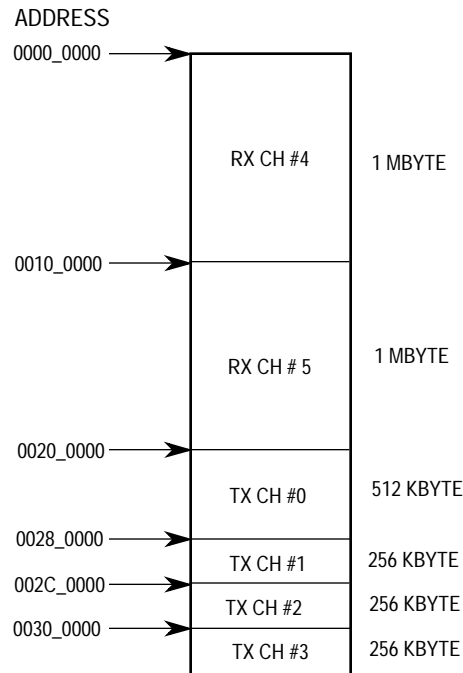 ADDRESS
0000_0000
RX CH #4
1 MBYTE
0010_0000
RX CH # 5
1 MBYTE
0020_0000
TX CH #0
512 KBYTE
0028_0000
TX CH #1
256 KBYTE
002C_0000
TX CH #2
256 KBYTE
0030_0000
TX CH #3
256 KBYTE